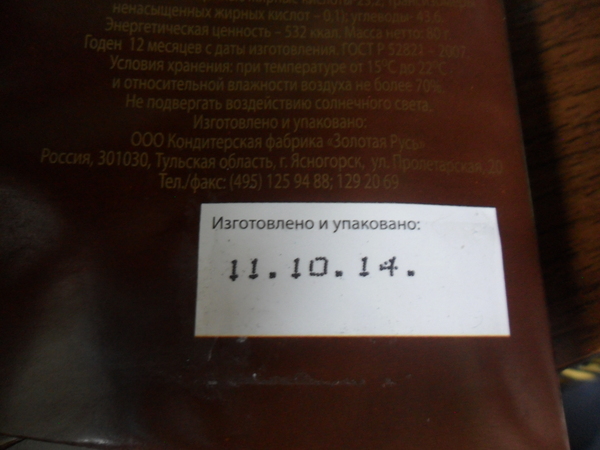 ненасыщенных жирных кислот – 0.1); углеводы- 43.6.
Энергетическая ценность – 532 ккал. Масса нетто: 80 г
Годен 12 месяцев с даты изготовления. ГОСТ Р 52821 - 2007.
Условия хранения: при температуре от 15°С до 22°С
и относительной влажности воздуха не более 70%.
Не подвергать воздействию солнечного света.
Изготовлено и упаковано:
ООО Кондитерская фабрика «Золотая Русь»
Россия, 301030, Тульская область, г. Ясногорск, ул. Пролетарская, 20
Тел./факс: (495) 125 94 88; 129 20 69
Изготовлено и упаковано:
11.10.14.